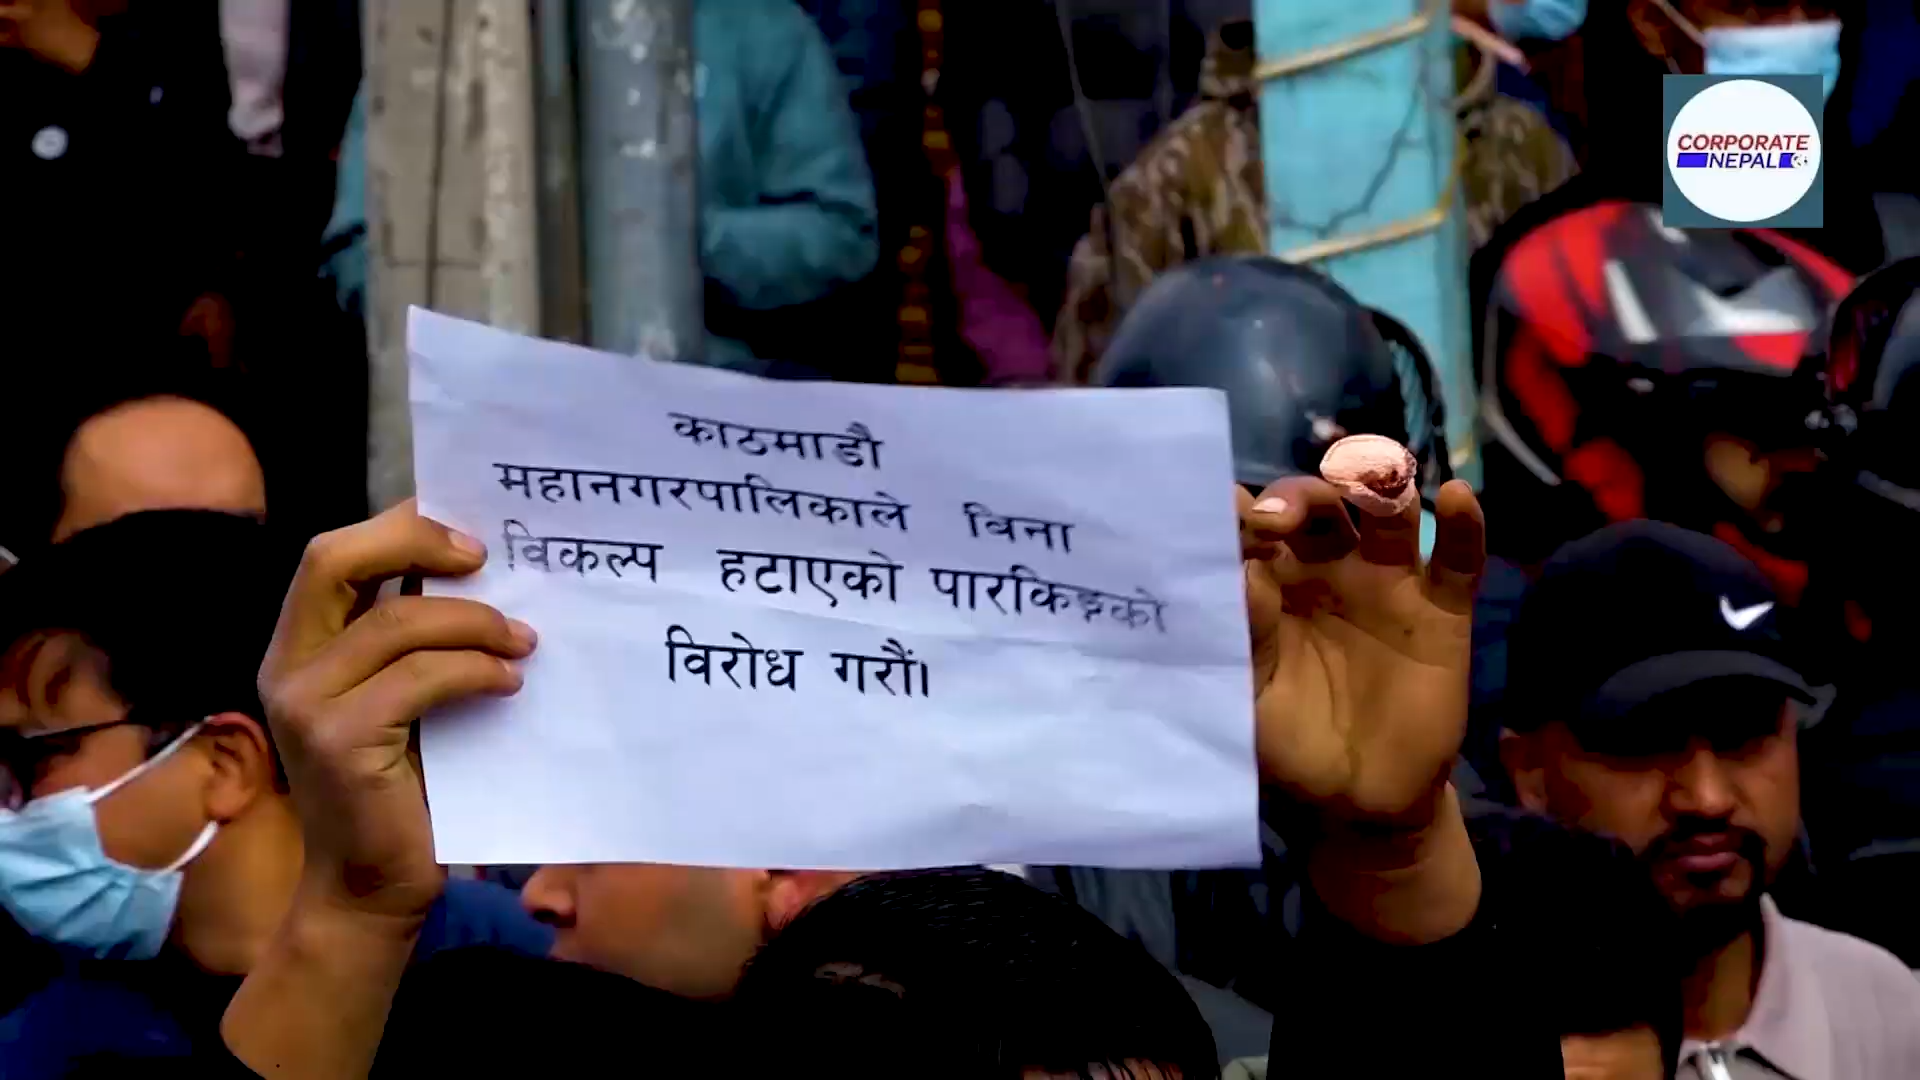 CORPORATE
NEPAL
काठमाडौ
महानगरपालिकाले विना
विकल्प हटाएको पारकिङ्गको
विरोध गरौं।